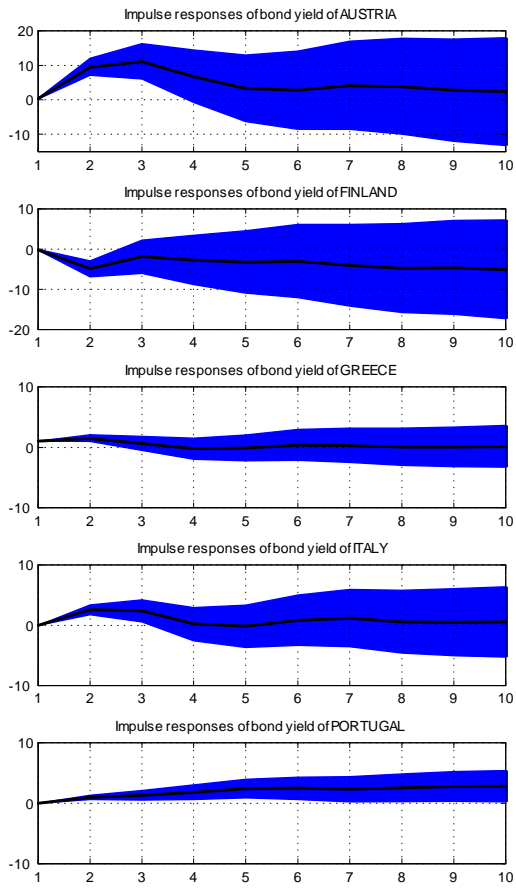 Impulse responses of bond yield of AUSTRIA
20
10
0
-10
1 2 3 4 5 6 7 8 9 10
Impulse responses of bond yield of FINLAND
10
0
-10
-20
1 2 3 4 5 6 7 8 9 10
Impulse responses of bond yield of GREECE
10
0
-10
1 2 3 4 5 6 7 8 9 10
Impulse responses of bond yield of ITALY
10
0
-10
1 2 3 4 5 6 7 8 9 10
Impulse responses of bond yield of PORTUGAL
10
0
-10
1 2 3 4 5 6 7 8 9 10